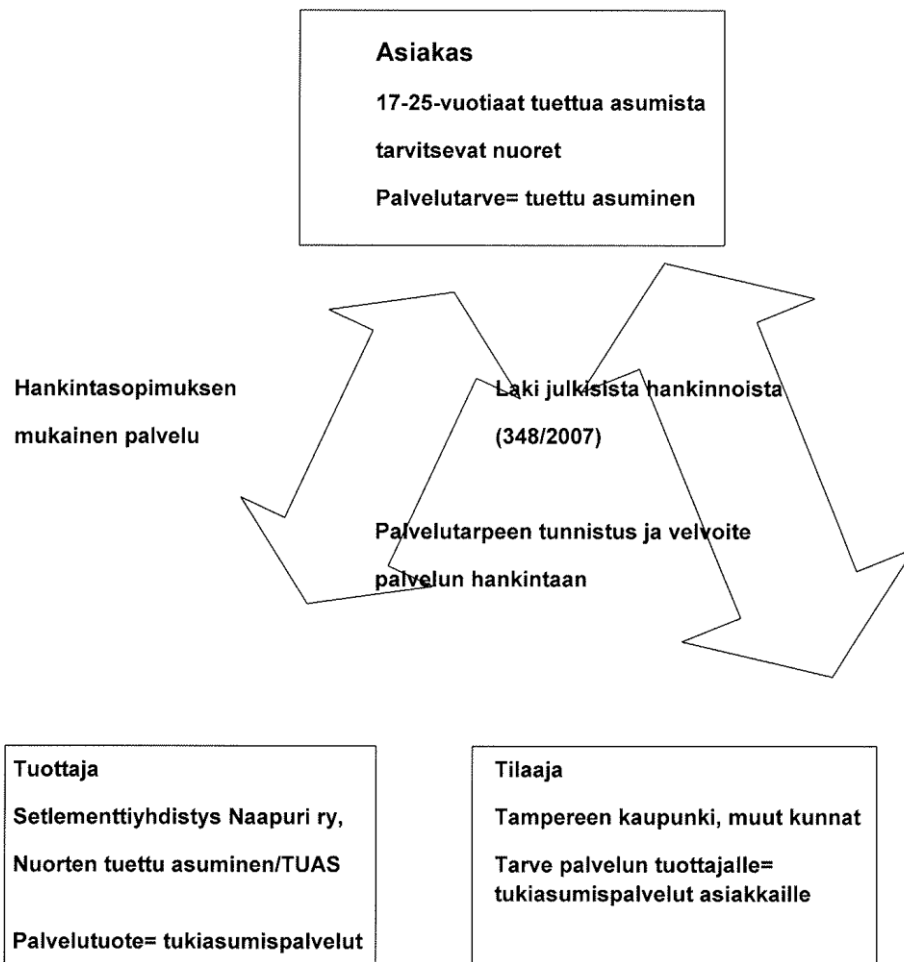 Asiakas
17-25-vuotiaat tuettua asumista
tarvitsevat nuoret
Palvelutarve= tuettu asuminen
Hankintasopimuksen
mukainen palvelu
Laki julkisista hankinnoista
(348/2007)
Palvelutarpeen tunnistus ja velvoite
palvelun hankintaan
Tuottaja
Setlementtiyhdistys Naapuri ry,
Nuorten tuettu asuminen/TUAS
Palvelutuote= tukiasumispalvelut
Tilaaja
Tampereen kaupunki, muut kunnat
Tarve palvelun tuottajalle=
tukiasumispalvelut asiakkaille